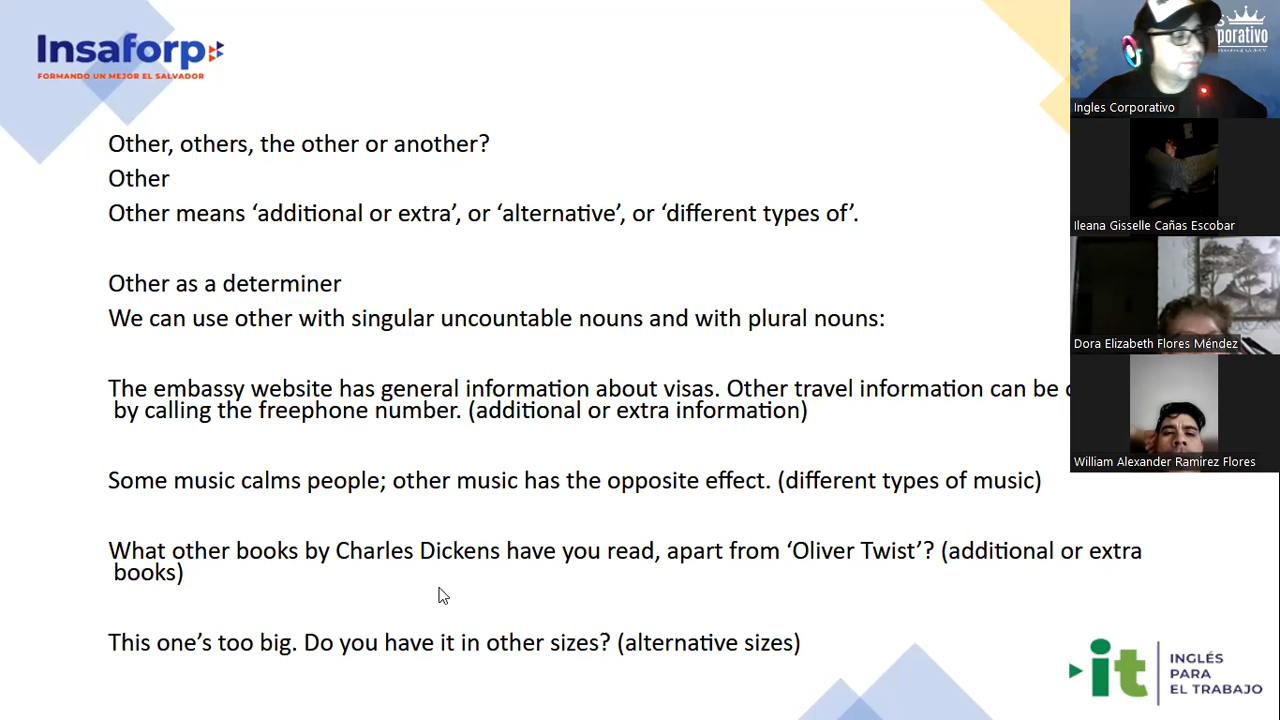 Insaforp
FORMANDO UN MEJOR EL SALVADOR
Other, others, the other or another?
Other
Other means ‘additional or extra’, or ‘alternative’, or ‘different types of’.
Other as a determiner
We can use other with singular uncountable nouns and with plural nouns:
The embassy website has general information about visas. Other travel information can be
by calling the freephone number. (additional or extra information)
Some music calms people; other music has the opposite effect. (different types of music)
What other books by Charles Dickens have you read, apart from ‘Oliver Twist’? (additional or extra
books)
This one’s too big. Do you have it in other sizes? (alternative sizes)
porativo
Ingles Corporativo
Ileana Gisselle Cañas Escobar
Dora Elizabeth Flores Méndez
William Alexander Ramirez Flores
it
INGLÉS
PARA
EL TRABAJO